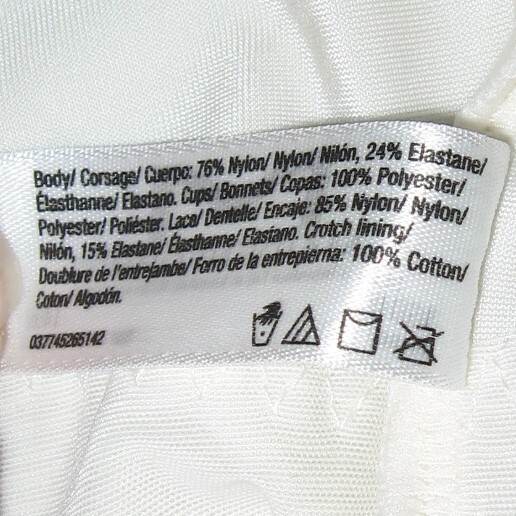 Body/ Corsage/ Cuerpo: 76% Nylon/ Nylon/ Nilón, 24% Elastane/
Élasthanne/ Elastano. Cups/ Bonnets/ Copas: 100% Polyester/
Polyester/ Poliéster. Lace/ Dentelle/ Encaje: 85% Nylon/ Nylon/
Nilón, 15% Elastane/ Élasthanne/ Elastano. Crotch lining/
Doublure de l'entrejambe/ Forro de la entrepierna: 100% Cotton/
Coton/ Algodón.
037745265142